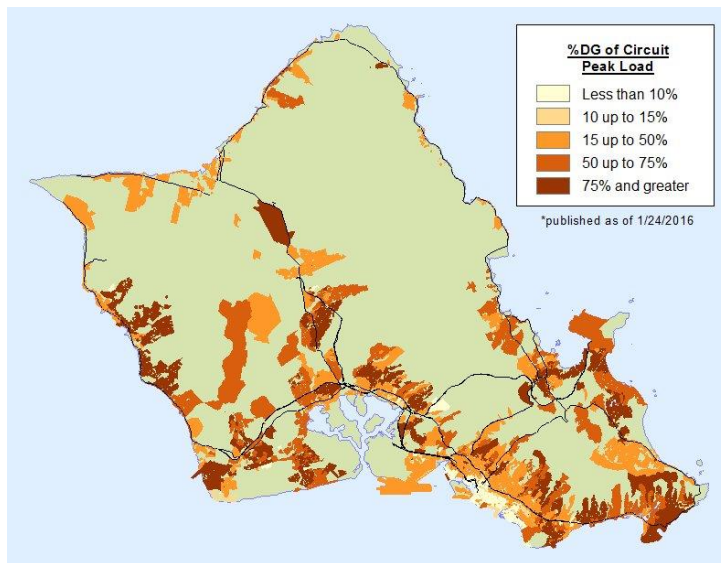 %DG of Circuit
Peak Load
Less than 10%
10 up to 15%
15 up to 50%
50 up to 75%
75% and greater
*published as of 1/24/2016